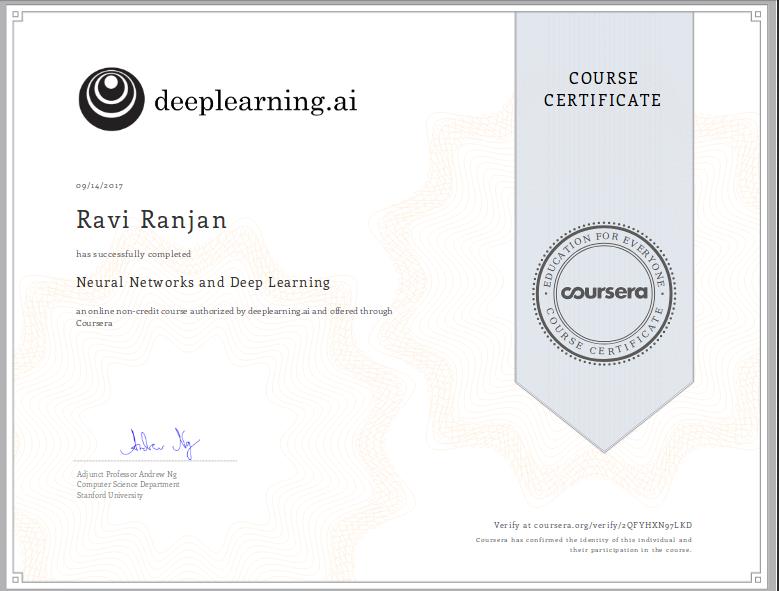 deeplearning.ai
COURSE
CERTIFICATE
09/14/2017
Ravi Ranjan
has successfully completed
Neural Networks and Deep Learning
an online non-credit course authorized by deeplearning.ai and offered through
Coursera
EDUCATION FOR EVERYONE
coursera
COURSE CERTIFICATE
Andrew Ng
Adjunct Professor Andrew Ng
Computer Science Department
Stanford University
Verify at coursera.org/verify/2QFYHXN97LKD
Coursera has confirmed the identity of this individual and
their participation in the course.